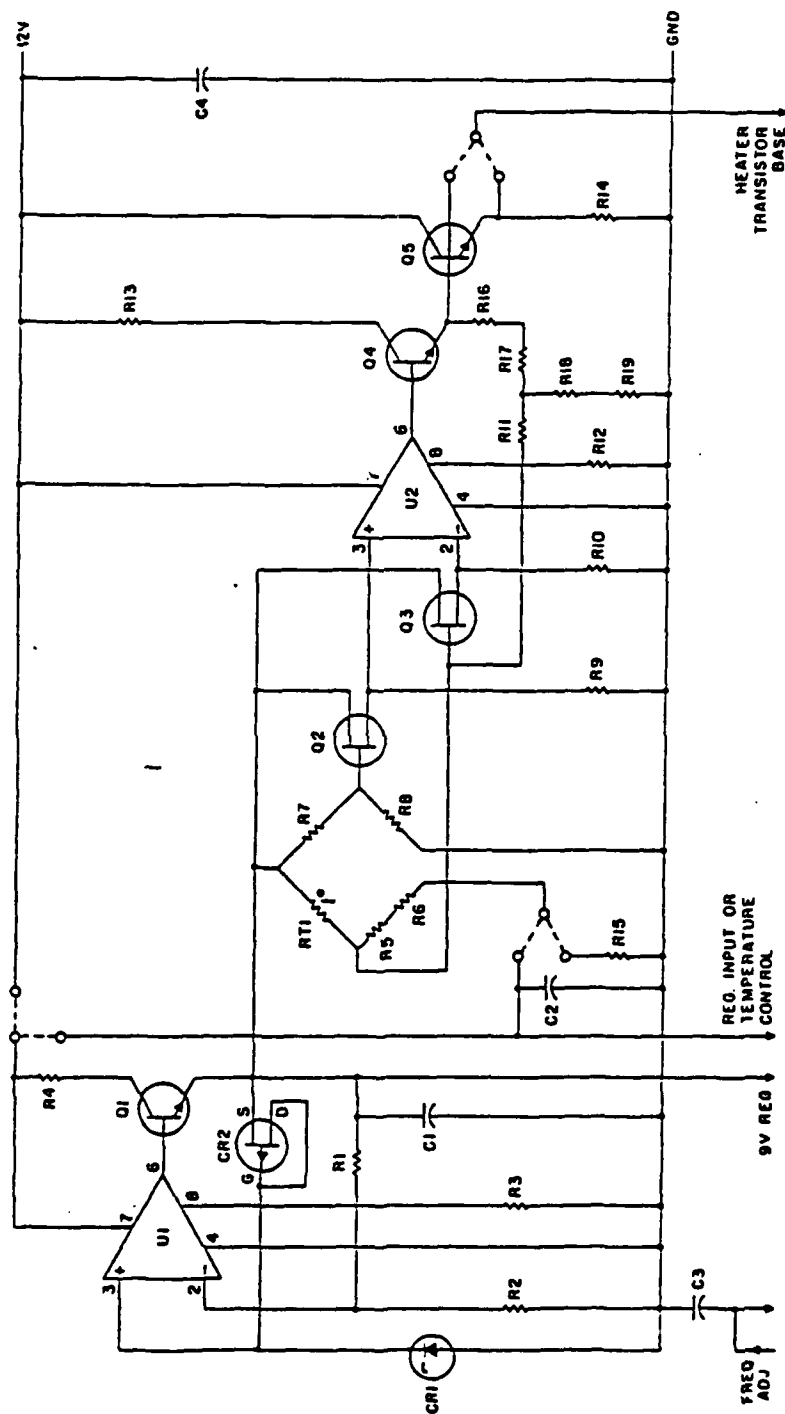 12V
C4
GND
HEATER
TRANSISTOR
BASE
Q5
R14
R13
Q4
R16
R17
R18
R19
R11
6
7
U2
8
4
R12
3
+
2
-
R10
Q3
R9
Q2
R7
R8
RT1
R5
R6
R15
C2
REG. INPUT OR
TEMPERATURE
CONTROL
R4
Q1
S
D
G
CR2
R1
C1
9V REG
6
7
U1
8
4
R3
3
+
2
-
R2
C3
CR1
FREQ
ADJ